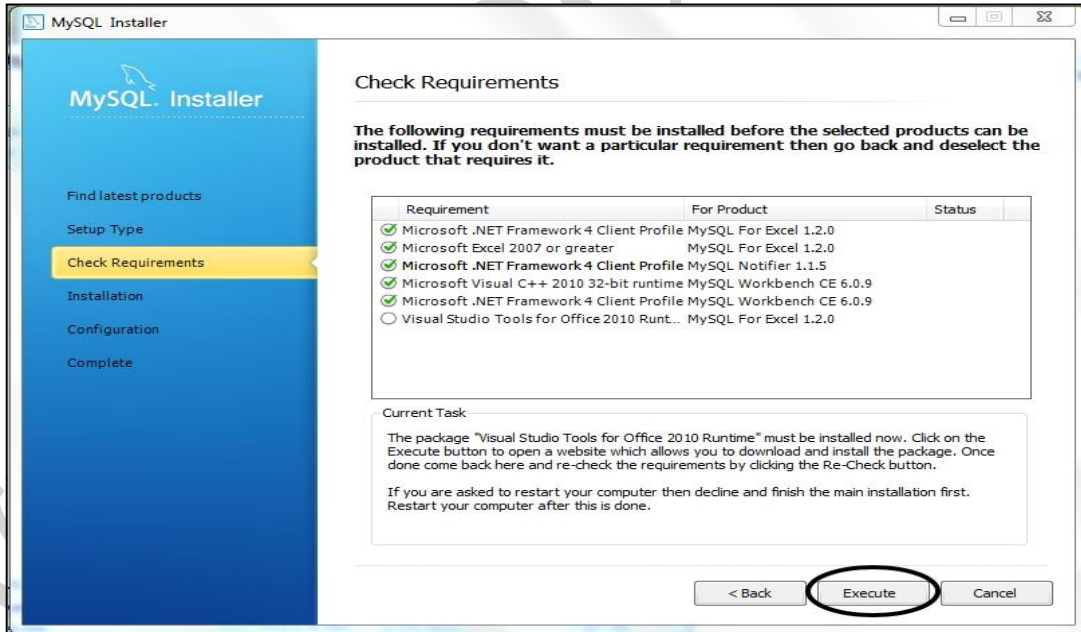 MySQL Installer
MySQL. Installer
Find latest products
Setup Type
Check Requirements
Installation
Configuration
Complete
Check Requirements
The following requirements must be installed before the selected products can be
installed. If you don't want a particular requirement then go back and deselect the
product that requires it.
Requirement For Product Status
Microsoft .NET Framework 4 Client Profile MySQL For Excel 1.2.0
Microsoft Excel 2007 or greater MySQL For Excel 1.2.0
Microsoft .NET Framework 4 Client Profile MySQL Notifier 1.1.5
Microsoft Visual C++ 2010 32-bit runtime MySQL Workbench CE 6.0.9
Microsoft .NET Framework 4 Client Profile MySQL Workbench CE 6.0.9
Visual Studio Tools for Office 2010 Runt... MySQL For Excel 1.2.0
Current Task
The package "Visual Studio Tools for Office 2010 Runtime" must be installed now. Click on the
Execute button to open a website which allows you to download and install the package. Once
done come back here and re-check the requirements by clicking the Re-Check button.
If you are asked to restart your computer then decline and finish the main installation first.
Restart your computer after this is done.
< Back Execute Cancel